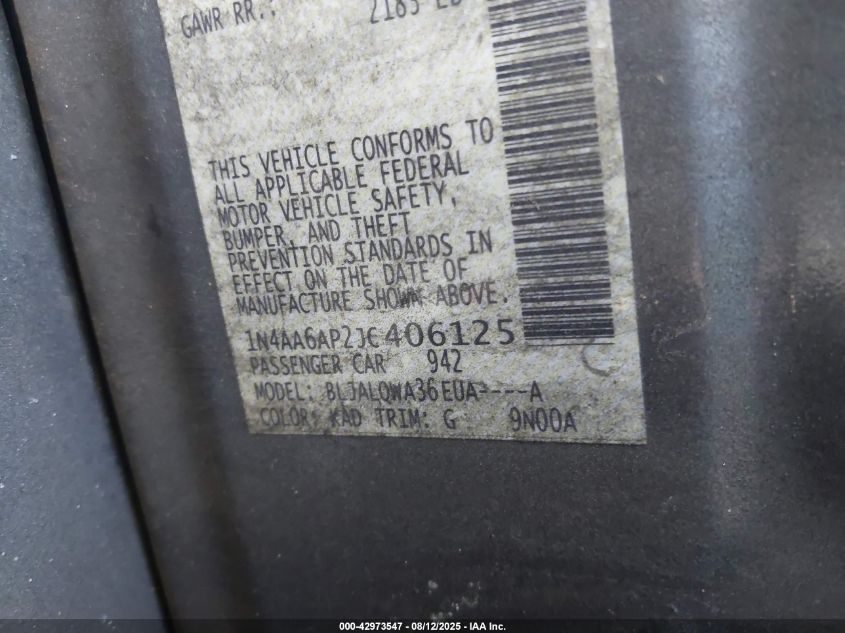 GAWR RR.: 2183 LB
THIS VEHICLE CONFORMS TO
ALL APPLICABLE FEDERAL
MOTOR VEHICLE SAFETY,
BUMPER, AND THEFT
PREVENTION STANDARDS IN
EFFECT ON THE DATE OF
MANUFACTURE SHOWN ABOVE.
1N4AA6AP2JC406125
PASSENGER CAR 942
MODEL: BLJALQWA36EUA----A
COLOR: KAD TRIM: G 9N00A
000-42973547 — 08/12/2025 — IAA Inc.